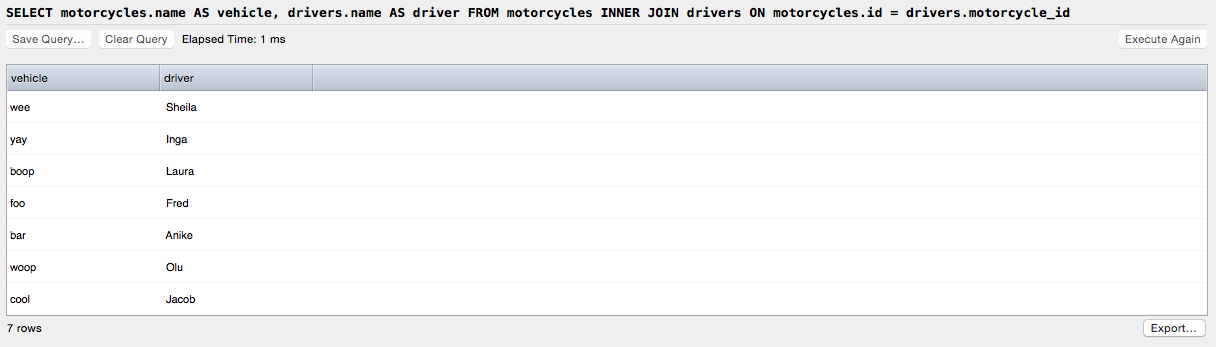 SELECT motorcycles.name AS vehicle, drivers.name AS driver FROM motorcycles INNER JOIN drivers ON motorcycles.id = drivers.motorcycle_id
Save Query... Clear Query Elapsed Time: 1 ms Execute Again
vehicle driver
wee Sheila
yay Inga
boop Laura
foo Fred
bar Anike
woop Olu
cool Jacob
7 rows Export...